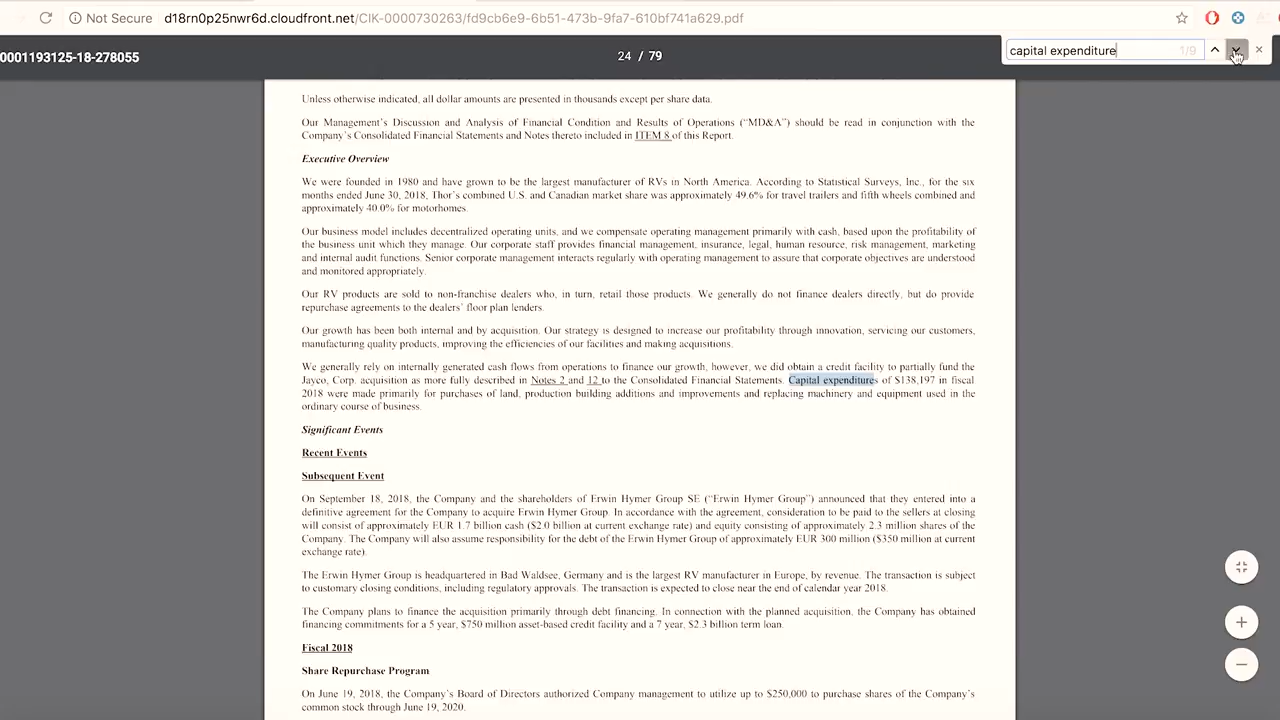 Not Secure d18rn0p25nwr6d.cloudfront.net/CIK-0000730263/fd9cb6e9-6b51-473b-9fa7-610bf741a629.pdf
0001193125-18-278055
24 / 79
capital expenditure 1/9
Unless otherwise indicated, all dollar amounts are presented in thousands except per share data.
Our Management's Discussion and Analysis of Financial Condition and Results of Operations ("MD&A") should be read in conjunction with the
Company's Consolidated Financial Statements and Notes thereto included in ITEM 8 of this Report.
Executive Overview
We were founded in 1980 and have grown to be the largest manufacturer of RVs in North America. According to Statistical Surveys, Inc., for the six
months ended June 30, 2018, Thor's combined U.S. and Canadian market share was approximately 49.6% for travel trailers and fifth wheels combined and
approximately 40.0% for motorhomes.
Our business model includes decentralized operating units, and we compensate operating management primarily with cash, based upon the profitability of
the business unit which they manage. Our corporate staff provides financial management, insurance, legal, human resource, risk management, marketing
and internal audit functions. Senior corporate management interacts regularly with operating management to assure that corporate objectives are understood
and monitored appropriately.
Our RV products are sold to non-franchise dealers who, in turn, retail those products. We generally do not finance dealers directly, but do provide
repurchase agreements to the dealers' floor plan lenders.
Our growth has been both internal and by acquisition. Our strategy is designed to increase our profitability through innovation, servicing our customers,
manufacturing quality products, improving the efficiencies of our facilities and making acquisitions.
We generally rely on internally generated cash flows from operations to finance our growth, however, we did obtain a credit facility to partially fund the
Jayco, Corp. acquisition as more fully described in Notes 2 and 12 to the Consolidated Financial Statements. Capital expenditures of $138,197 in fiscal
2018 were made primarily for purchases of land, production building additions and improvements and replacing machinery and equipment used in the
ordinary course of business.
Significant Events
Recent Events
Subsequent Event
On September 18, 2018, the Company and the shareholders of Erwin Hymer Group SE ("Erwin Hymer Group") announced that they entered into a
definitive agreement for the Company to acquire Erwin Hymer Group. In accordance with the agreement, consideration to be paid to the sellers at closing
will consist of approximately EUR 1.7 billion cash ($2.0 billion at current exchange rate) and equity consisting of approximately 2.3 million shares of the
Company. The Company will also assume responsibility for the debt of the Erwin Hymer Group of approximately EUR 300 million ($350 million at current
exchange rate).
The Erwin Hymer Group is headquartered in Bad Waldsee, Germany and is the largest RV manufacturer in Europe, by revenue. The transaction is subject
to customary closing conditions, including regulatory approvals. The transaction is expected to close near the end of calendar year 2018.
The Company plans to finance the acquisition primarily through debt financing. In connection with the planned acquisition, the Company has obtained
financing commitments for a 5 year, $750 million asset-based credit facility and a 7 year, $2.3 billion term loan.
Fiscal 2018
Share Repurchase Program
On June 19, 2018, the Company's Board of Directors authorized Company management to utilize up to $250,000 to purchase shares of the Company's
common stock through June 19, 2020.